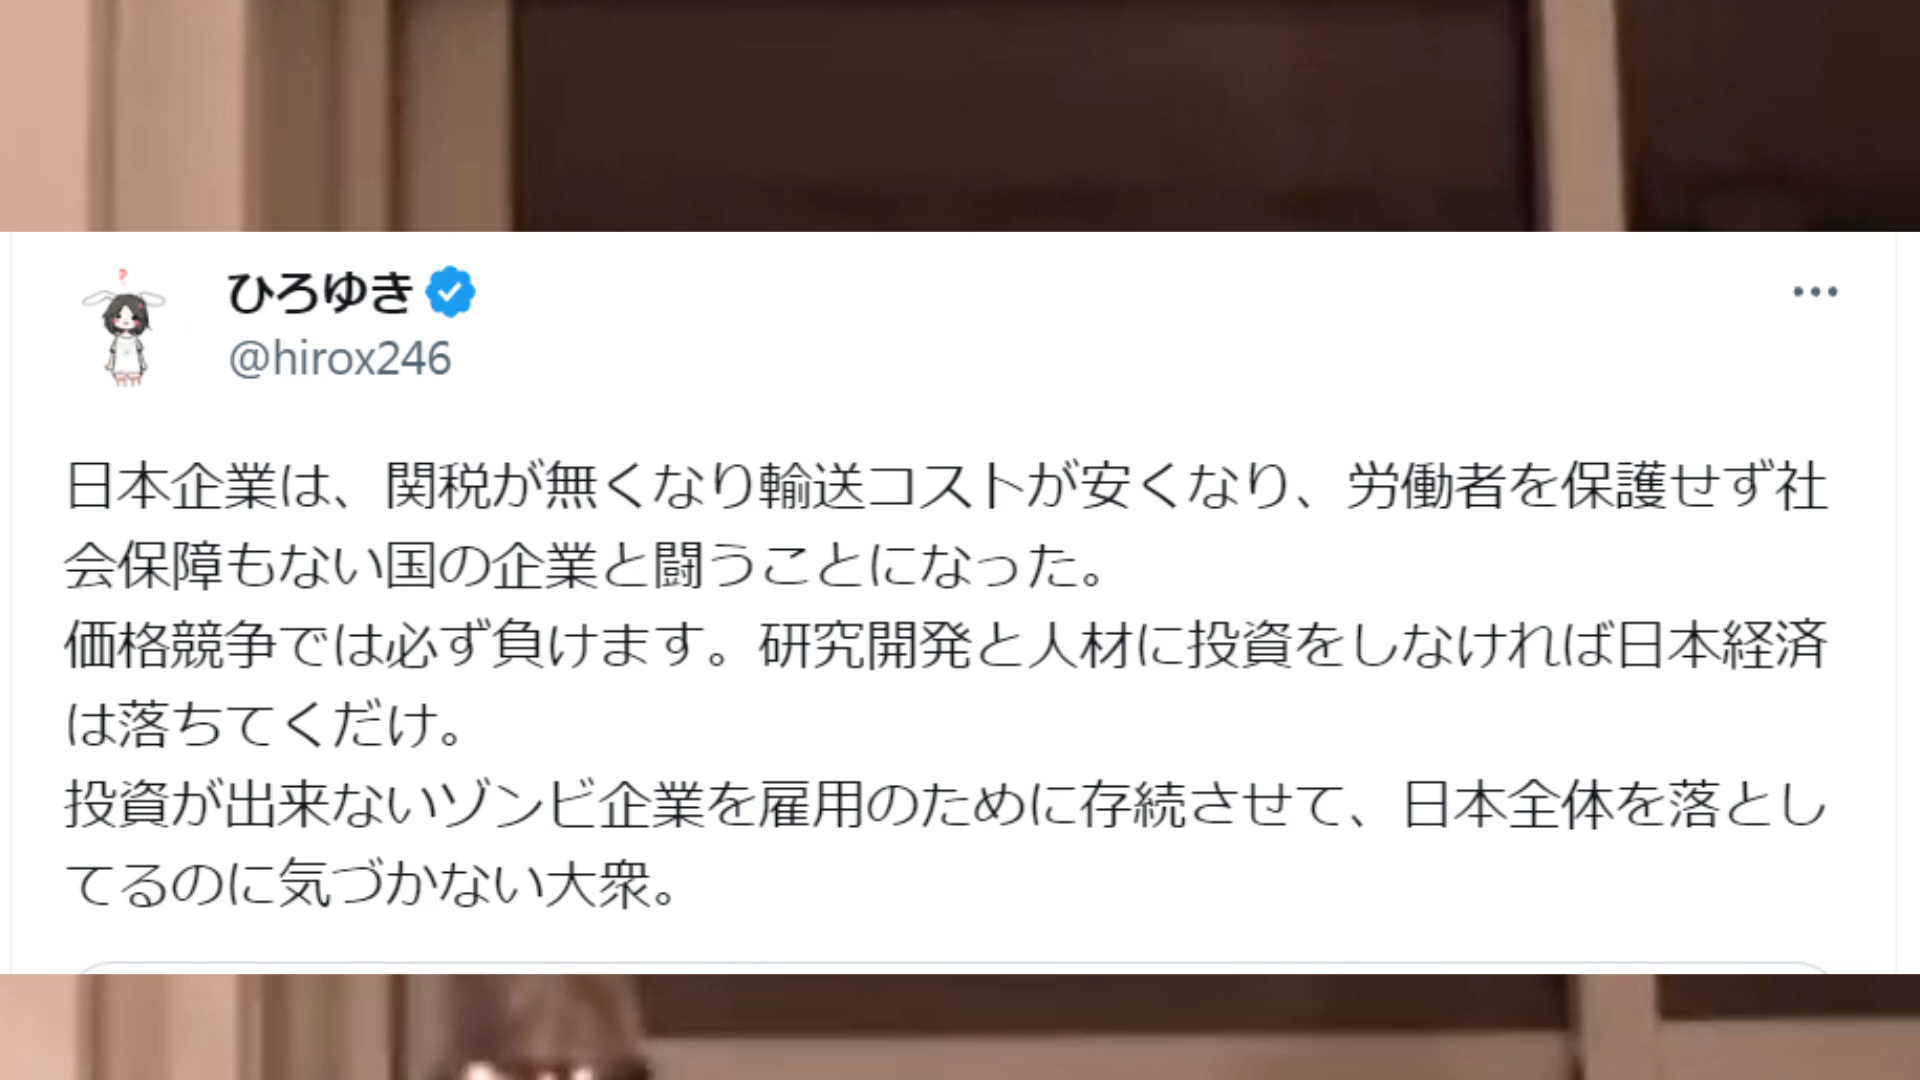 ?
ひろゆき
@hirox246
日本企業は、関税が無くなり輸送コストが安くなり、労働者を保護せず社
会保障もない国の企業と闘うことになった。
価格競争では必ず負けます。研究開発と人材に投資をしなければ日本経済
は落ちてくだけ。
投資が出来ないゾンビ企業を雇用のために存続させて、日本全体を落とし
てるのに気づかない大衆。